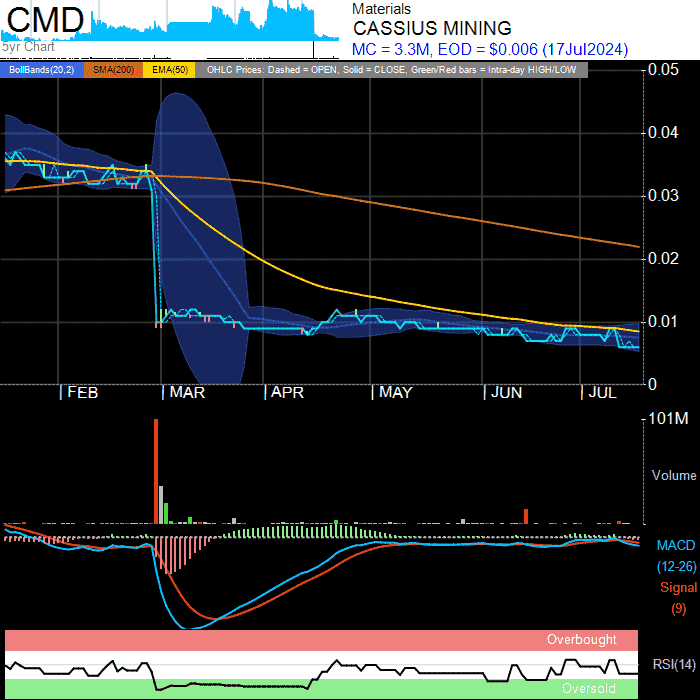 CMD
5yr Chart
Materials
CASSIUS MINING
MC = 3.3M, EOD = $0.006 (17Jul2024)
BollBands(20,2) SMA(200) EMA(50) OHLC Prices: Dashed = OPEN, Solid = CLOSE, Green/Red bars = Intra-day HIGH/LOW
0.05
0.04
0.03
0.02
0.01
0
FEB MAR APR MAY JUN JUL
101M
Volume
MACD
(12-26)
Signal
(9)
Overbought
RSI(14)
Oversold